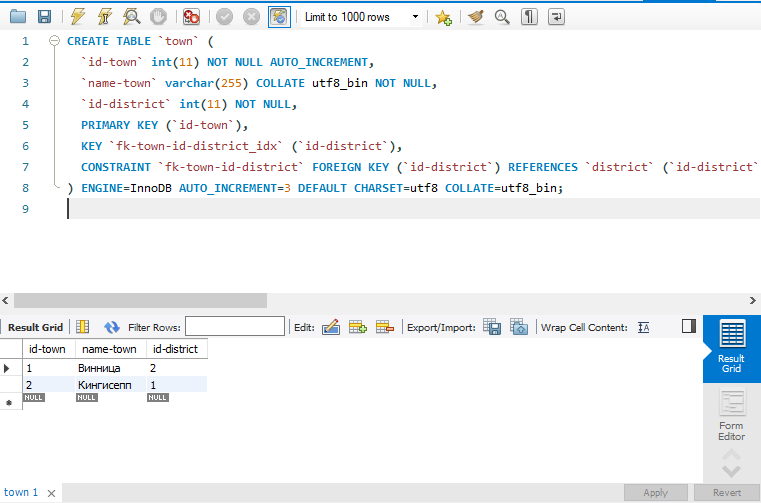 Limit to 1000 rows
1 CREATE TABLE `town` (
2 `id-town` int(11) NOT NULL AUTO_INCREMENT,
3 `name-town` varchar(255) COLLATE utf8_bin NOT NULL,
4 `id-district` int(11) NOT NULL,
5 PRIMARY KEY (`id-town`),
6 KEY `fk-town-id-district_idx` (`id-district`),
7 CONSTRAINT `fk-town-id-district` FOREIGN KEY (`id-district`) REFERENCES `district` (`id-district`
8 ) ENGINE=InnoDB AUTO_INCREMENT=3 DEFAULT CHARSET=utf8 COLLATE=utf8_bin;
9
Result Grid Filter Rows: Edit: Export/Import: Wrap Cell Content: IA
id-town name-town id-district
1 Винница 2
2 Кингисепп 1
NULL NULL NULL
Result
Grid
Form
Editor
town 1 Apply Revert